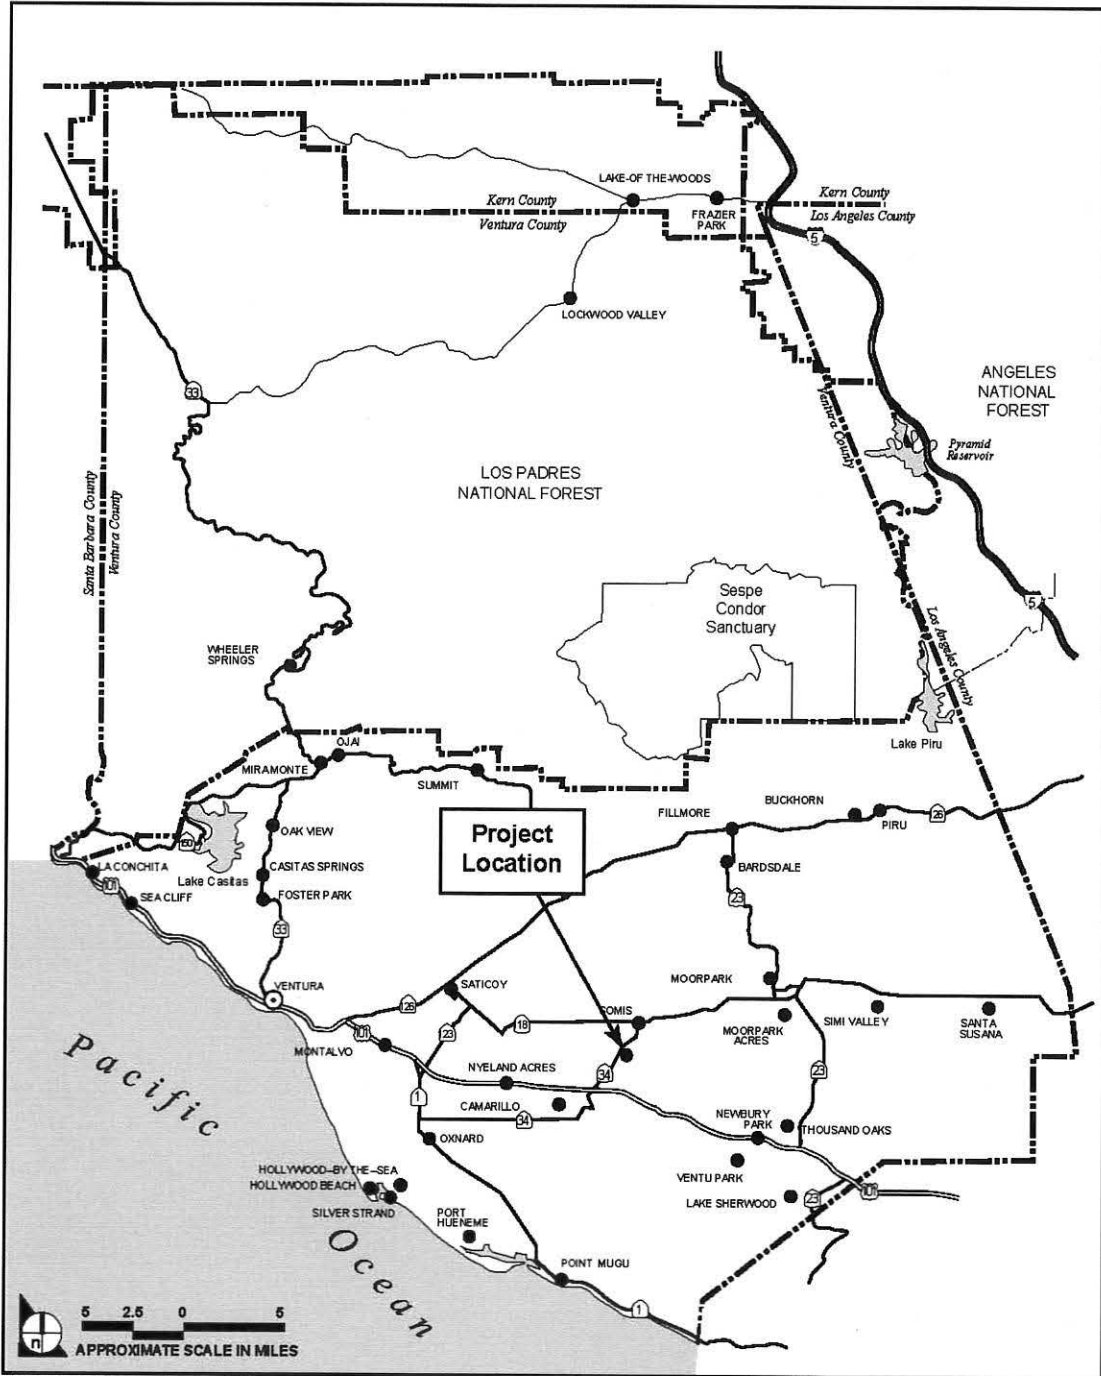 LAKE-OF THE-WOODS
Kern County
Ventura County
FRAZIER
PARK
Kern County
Los Angeles County
5
LOCKWOOD VALLEY
33
ANGELES
NATIONAL
FOREST
Ventura County
Pyramid
Reservoir
LOS PADRES
NATIONAL FOREST
Santa Barbara County
Ventura County
Sespe
Condor
Sanctuary
5
Los Angeles County
WHEELER
SPRINGS
Lake Piru
OJAI
MIRAMONTE
SUMMIT
BUCKHORN
FILLMORE
PIRU
26
Project
Location
OAK VIEW
150
BARDSDALE
LA CONCHITA
CASITAS SPRINGS
Lake Casitas
101
SEA CLIFF
FOSTER PARK
23
33
MOORPARK
VENTURA
SATICOY
126
SOMIS
18
23
101
MOORPARK
ACRES
SIMI VALLEY
SANTA
SUSANA
MONTALVO
NYELAND ACRES
34
23
1
CAMARILLO
34
NEWBURY
PARK
THOUSAND OAKS
OXNARD
VENTU PARK
HOLLYWOOD-BY THE-SEA
HOLLYWOOD BEACH
SILVER STRAND
LAKE SHERWOOD
23
101
PORT
HUENEME
POINT MUGU
1
Pacific
Ocean
n
5 2.5 0 5
APPROXIMATE SCALE IN MILES